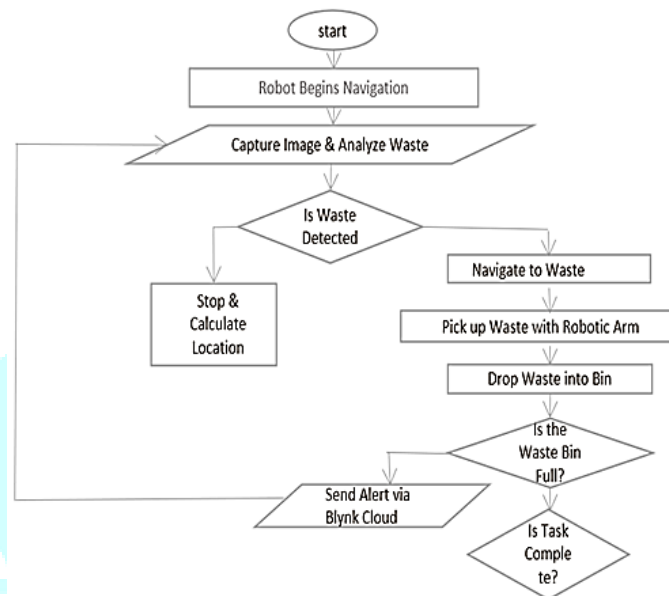 start
Robot Begins Navigation
Capture Image & Analyze Waste
Is Waste
Detected
Navigate to Waste
Stop &
Calculate
Location
Pick up Waste with Robotic Arm
Drop Waste into Bin
Is the
Waste Bin
Full?
Send Alert via
Blynk Cloud
Is Task
Comple
te?